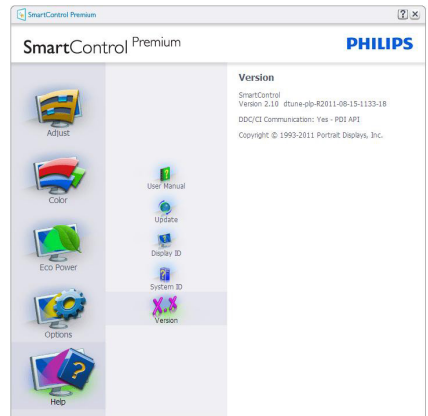 SmartControl Premium
SmartControl Premium
PHILIPS
Adjust
Color
Eco Power
Options
Help
User Manual
Update
Display ID
System ID
X.X
Version
Version
SmartControl
Version 2.10 dtune-plp-R2011-08-15-1133-18
DDC/CI Communication: Yes - PDI API
Copyright © 1993-2011 Portrait Displays, Inc.